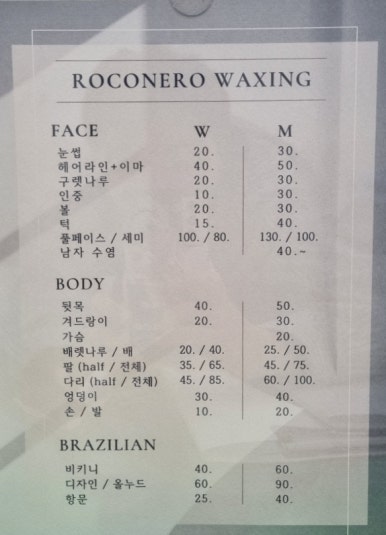 ROCONERO WAXING
FACE W M
눈썹 20. 30.
헤어라인+이마 40. 50.
구렛나루 20. 30.
인중 10. 30.
볼 20. 30.
턱 15. 40.
풀페이스 / 세미 100. / 80. 130. / 100.
남자 수염 40.~
BODY
뒷목 40. 50.
겨드랑이 20. 30.
가슴 20.
배렛나루 / 배 20. / 40. 25. / 50.
팔 (half / 전체) 35. / 65. 45. / 75.
다리 (half / 전체) 45. / 85. 60. / 100.
엉덩이 30. 40.
손 / 발 10. 20.
BRAZILIAN
비키니 40. 60.
디자인 / 올누드 60. 90.
항문 25. 40.